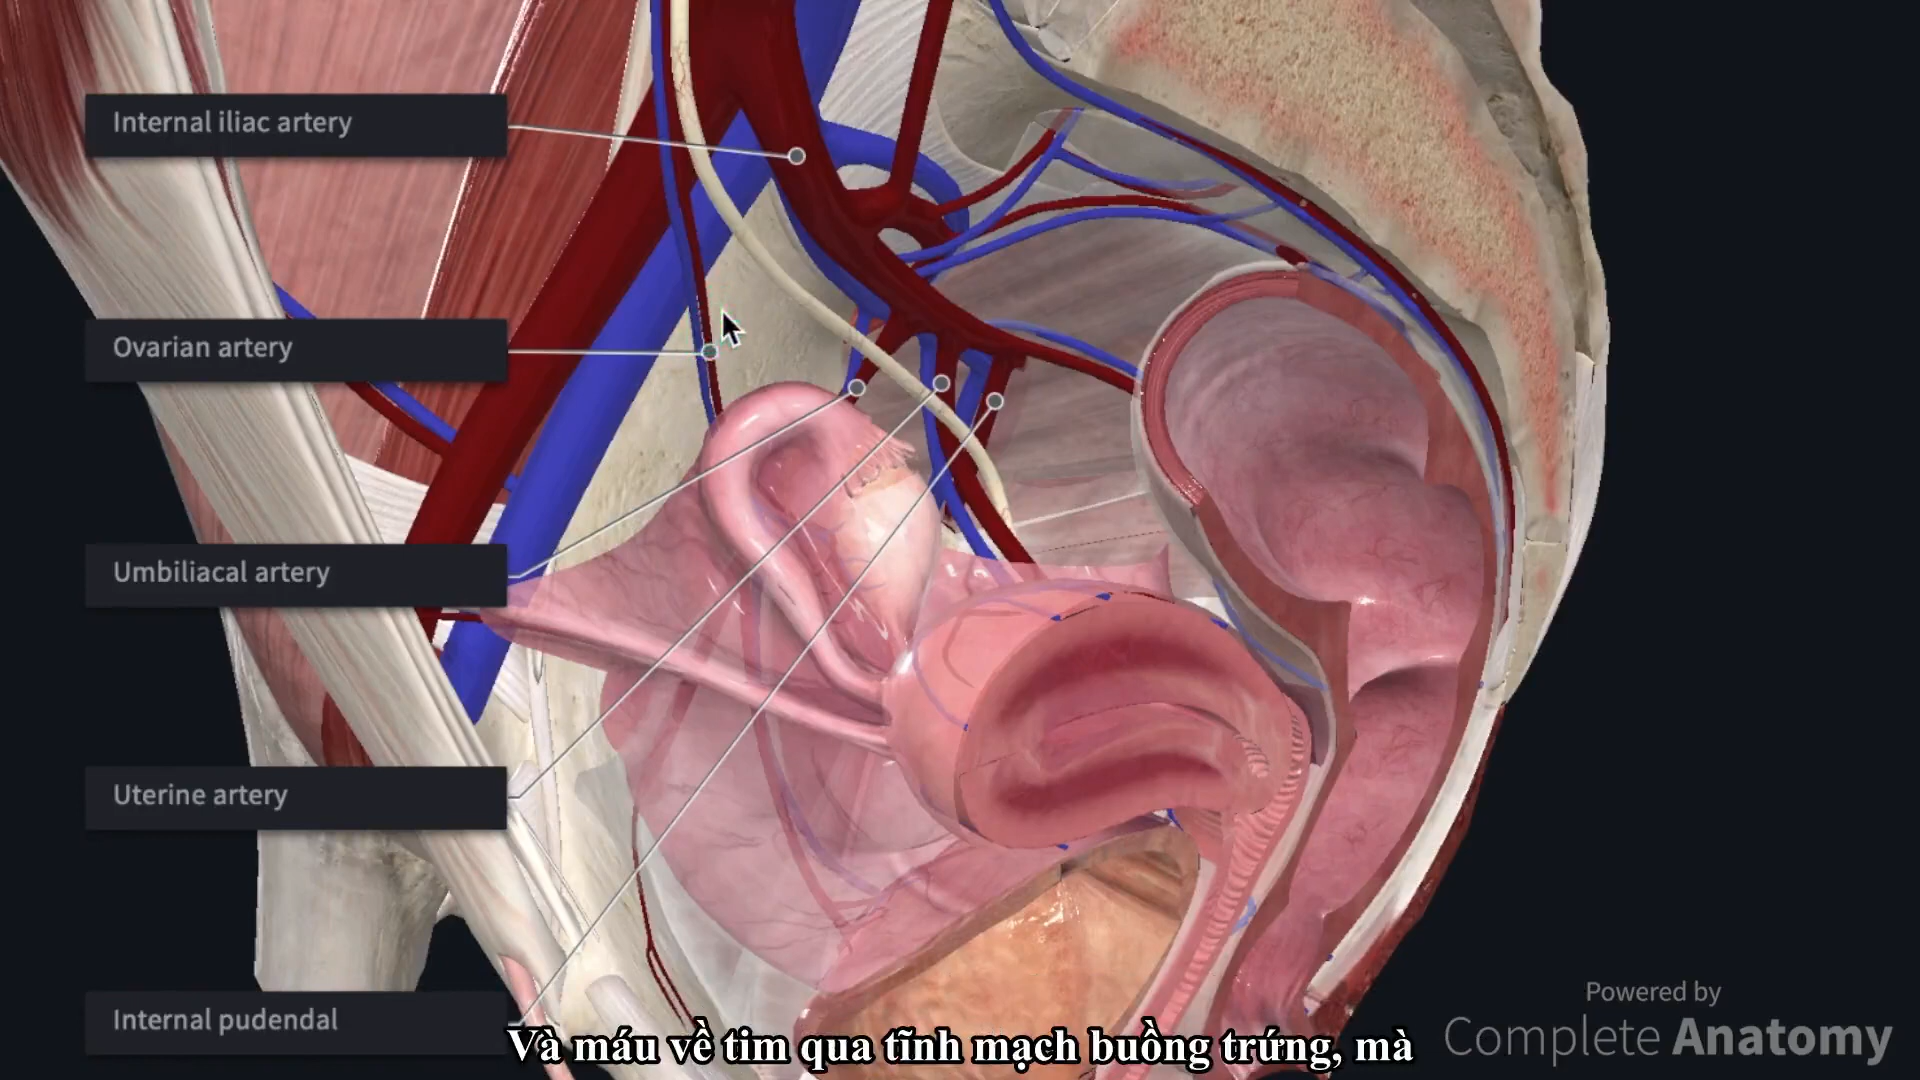 Internal iliac artery
Ovarian artery
Umbiliacal artery
Uterine artery
Internal pudendal
Và máu về tim qua tĩnh mạch buồng trứng, mà
Powered by
Complete Anatomy